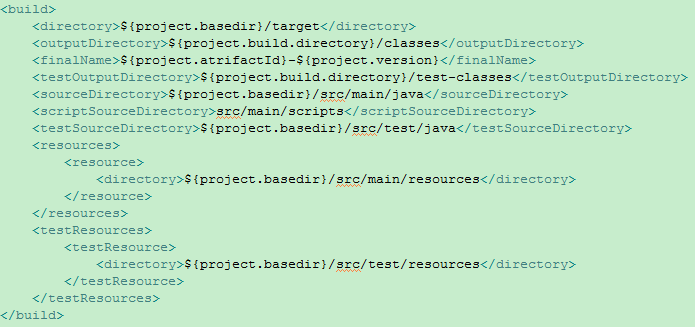 <build>
    <directory>${project.basedir}/target</directory>
    <outputDirectory>${project.build.directory}/classes</outputDirectory>
    <finalName>${project.atrifactId}-${project.version}</finalName>
    <testOutputDirectory>${project.build.directory}/test-classes</testOutputDirectory>
    <sourceDirectory>${project.basedir}/src/main/java</sourceDirectory>
    <scriptSourceDirectory>src/main/scripts</scriptSourceDirectory>
    <testSourceDirectory>${project.basedir}/src/test/java</testSourceDirectory>
    <resources>
        <resource>
            <directory>${project.basedir}/src/main/resources</directory>
        </resource>
    </resources>
    <testResources>
        <testResource>
            <directory>${project.basedir}/src/test/resources</directory>
        </testResource>
    </testResources>
</build>